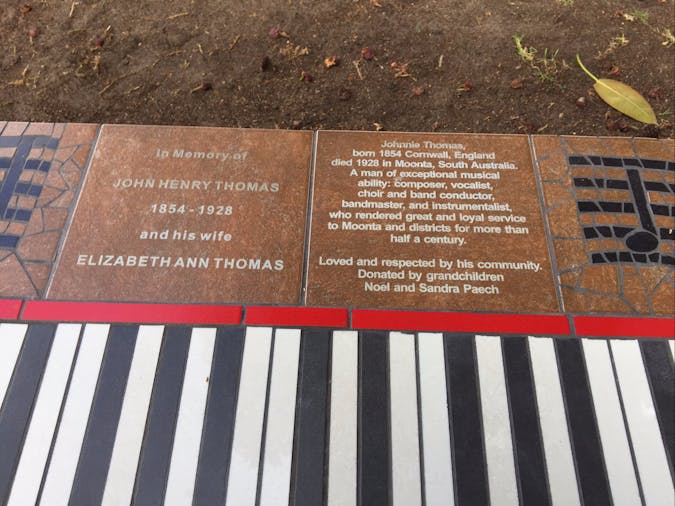 In Memory of
JOHN HENRY THOMAS
1854 - 1928
and his wife
ELIZABETH ANN THOMAS
Johnnie Thomas,
born 1854 Cornwall, England
died 1928 in Moonta, South Australia.
A man of exceptional musical
ability: composer, vocalist,
choir and band conductor,
bandmaster, and instrumentalist,
who rendered great and loyal service
to Moonta and districts for more than
half a century.
Loved and respected by his community.
Donated by grandchildren
Noel and Sandra Paech